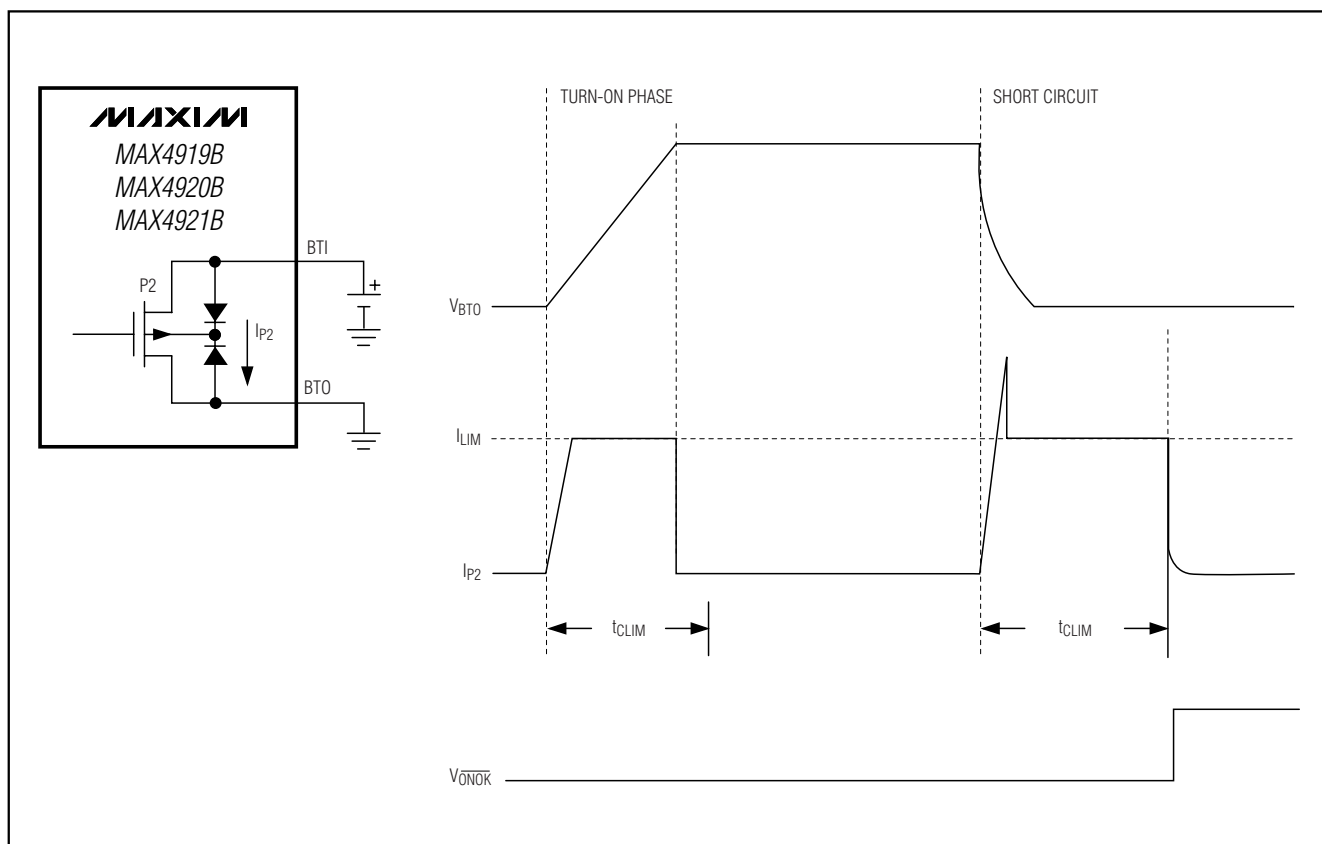 MAXIM
MAX4919B
MAX4920B
MAX4921B
BTI
P2
+
IP2
BTO
TURN-ON PHASE
SHORT CIRCUIT
VBTO
ILIM
IP2
tCLIM
tCLIM
VONOK